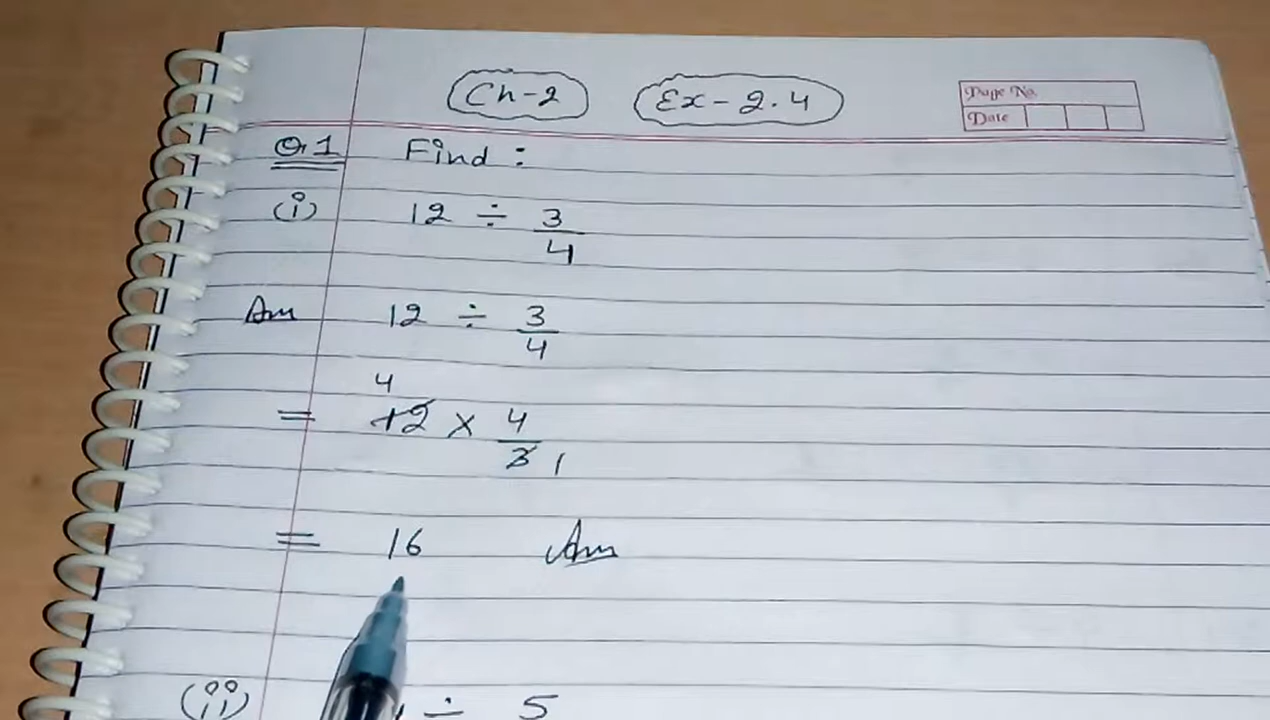 Ch-2 Ex-2.4
Page No.
Date
Q.1 Find:
(i) 12 ÷ 3/4
Ans 12 ÷ 3/4
4
= 12 × 4/3 1
= 16 Ans
(ii) ÷ 5